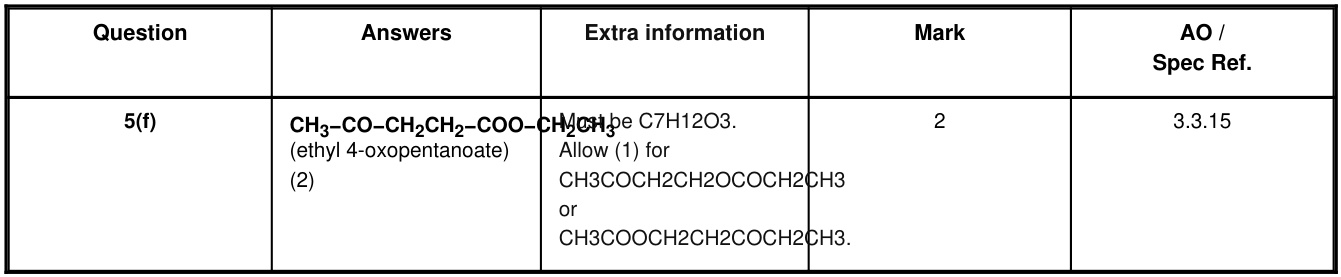 Question Answers Extra information Mark AO /
Spec Ref.
5(f) CH₃–CO–CH₂CH₂–COO–CH₂CH₃ Must be C7H12O3. 2 3.3.15
(ethyl 4-oxopentanoate) Allow (1) for
(2) CH3COCH2CH2OCOCH2CH3
or
CH3COOCH2CH2COCH2CH3.